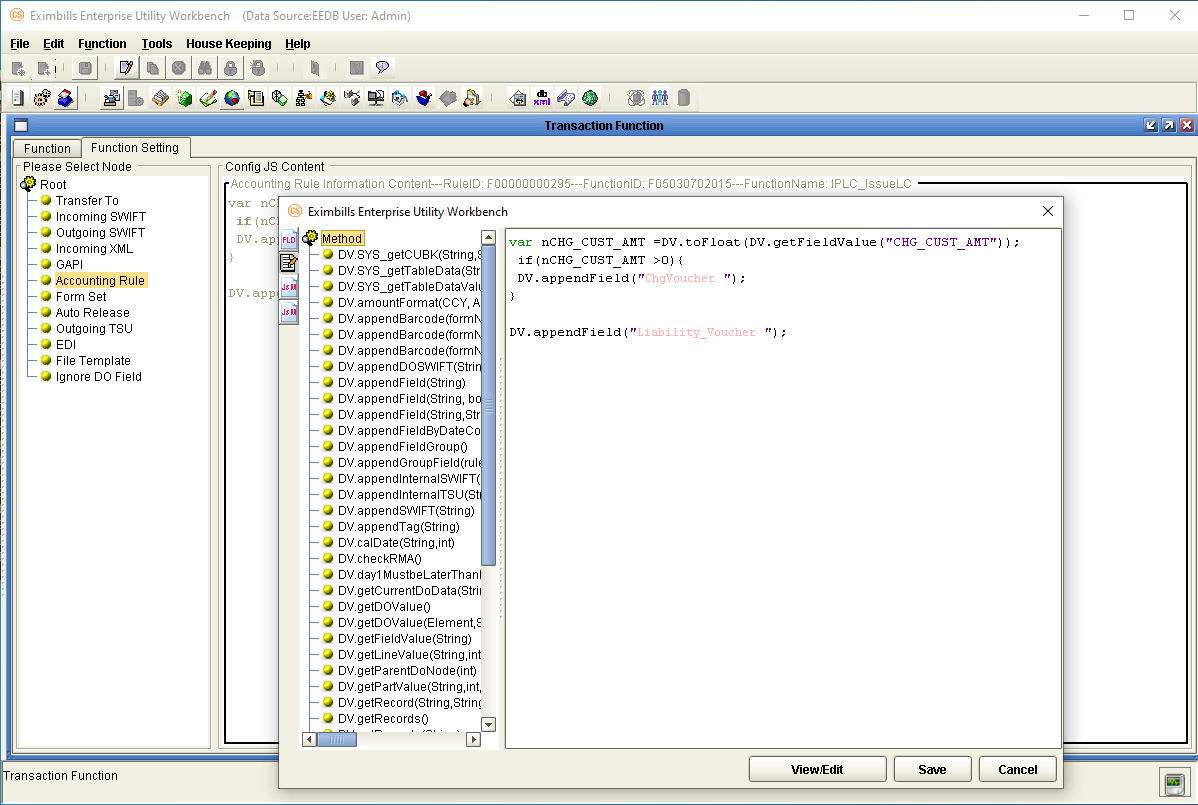 Eximbills Enterprise Utility Workbench (Data Source:EEDB User: Admin)
File Edit Function Tools House Keeping Help
Transaction Function
Function Function Setting
Please Select Node
Root
Transfer To
Incoming SWIFT
Outgoing SWIFT
Incoming XML
GAPI
Accounting Rule
Form Set
Auto Release
Outgoing TSU
EDI
File Template
Ignore DO Field
Config JS Content
Accounting Rule Information Content---RuleID: F00000000295---FunctionID: F05030702015---FunctionName: IPLC_IssueLC
var nC
if(nC
DV.ap
}
DV.appe
Eximbills Enterprise Utility Workbench
FLD
JS M
JS M
Method
DV.SYS_getCUBK(String,S
DV.SYS_getTableData(Str
DV.SYS_getTableDataValu
DV.amountFormat(CCY, A
DV.appendBarcode(formN
DV.appendBarcode(formN
DV.appendBarcode(formN
DV.appendDOSWIFT(Strin
DV.appendField(String)
DV.appendField(String, bo
DV.appendField(String,Str
DV.appendFieldByDateCo
DV.appendFieldGroup()
DV.appendGroupField(rule
DV.appendInternalSWIFT(
DV.appendInternalTSU(Str
DV.appendSWIFT(String)
DV.appendTag(String)
DV.calDate(String,int)
DV.checkRMA()
DV.day1MustbeLaterThanI
DV.getCurrentDoData(Strin
DV.getDOValue()
DV.getDOValue(Element,S
DV.getFieldValue(String)
DV.getLineValue(String,int
DV.getParentDoNode(int)
DV.getPartValue(String,int,
DV.getRecord(String,String
DV.getRecords()
var nCHG_CUST_AMT =DV.toFloat(DV.getFieldValue("CHG_CUST_AMT"));
if(nCHG_CUST_AMT >0){
DV.appendField("ChgVoucher ");
}
DV.appendField("Liability_Voucher ");
View/Edit Save Cancel
Transaction Function